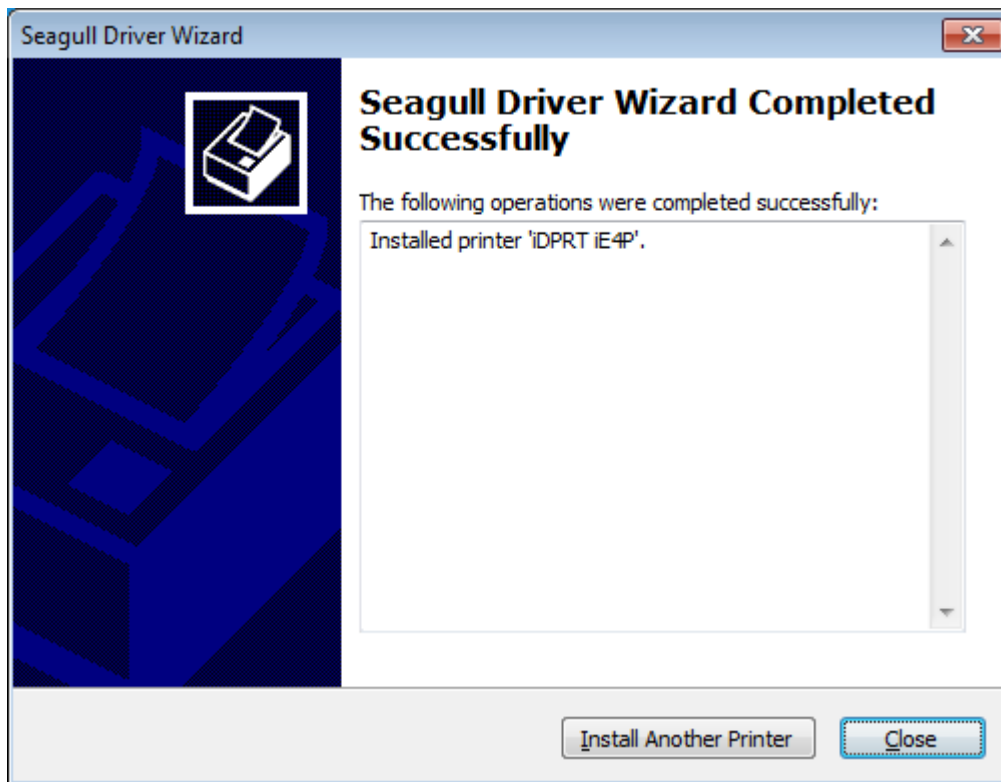 Seagull Driver Wizard
Seagull Driver Wizard Completed
Successfully
The following operations were completed successfully:
Installed printer 'iDPRT iE4P'.
Install Another Printer
Close